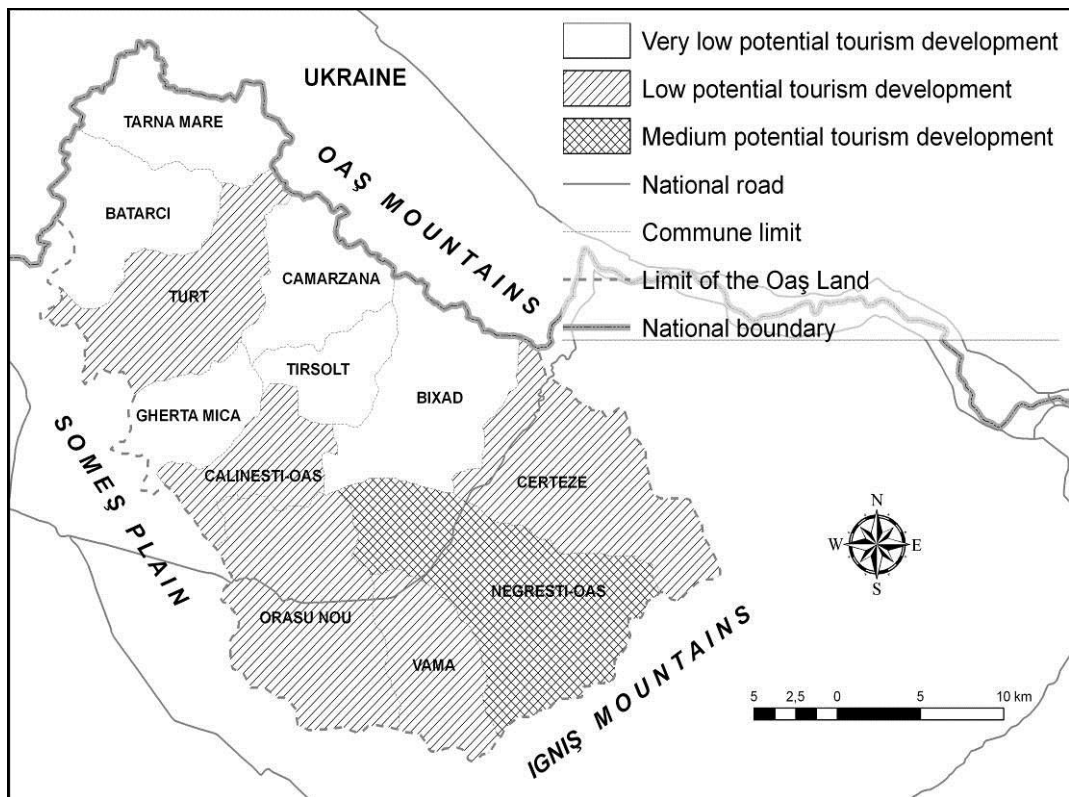 Very low potential tourism development
Low potential tourism development
Medium potential tourism development
National road
Commune limit
Limit of the Oaş Land
National boundary
UKRAINE
OAŞ MOUNTAINS
TARNA MARE
BATARCI
TURT
CAMARZANA
TIRSOLT
BIXAD
GHERTA MICA
CALINESTI-OAS
CERTEZE
SOMEŞ PLAIN
NEGRESTI-OAS
ORASU NOU
VAMA
IGNIŞ MOUNTAINS
N
W E
S
5 2,5 0 5 10 km